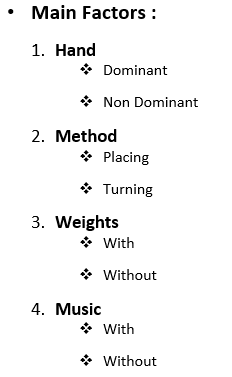 • Main Factors :
1. Hand
❖ Dominant
❖ Non Dominant
2. Method
❖ Placing
❖ Turning
3. Weights
❖ With
❖ Without
4. Music
❖ With
❖ Without